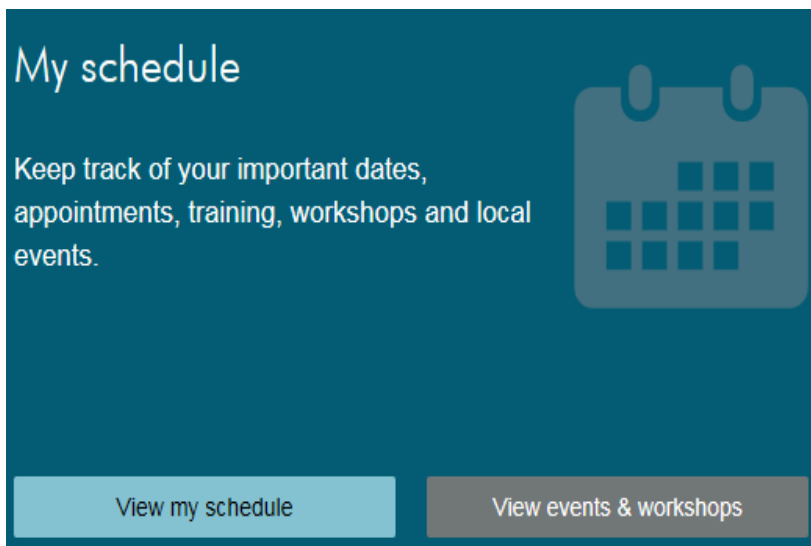 My schedule
Keep track of your important dates,
appointments, training, workshops and local
events.
View my schedule
View events & workshops